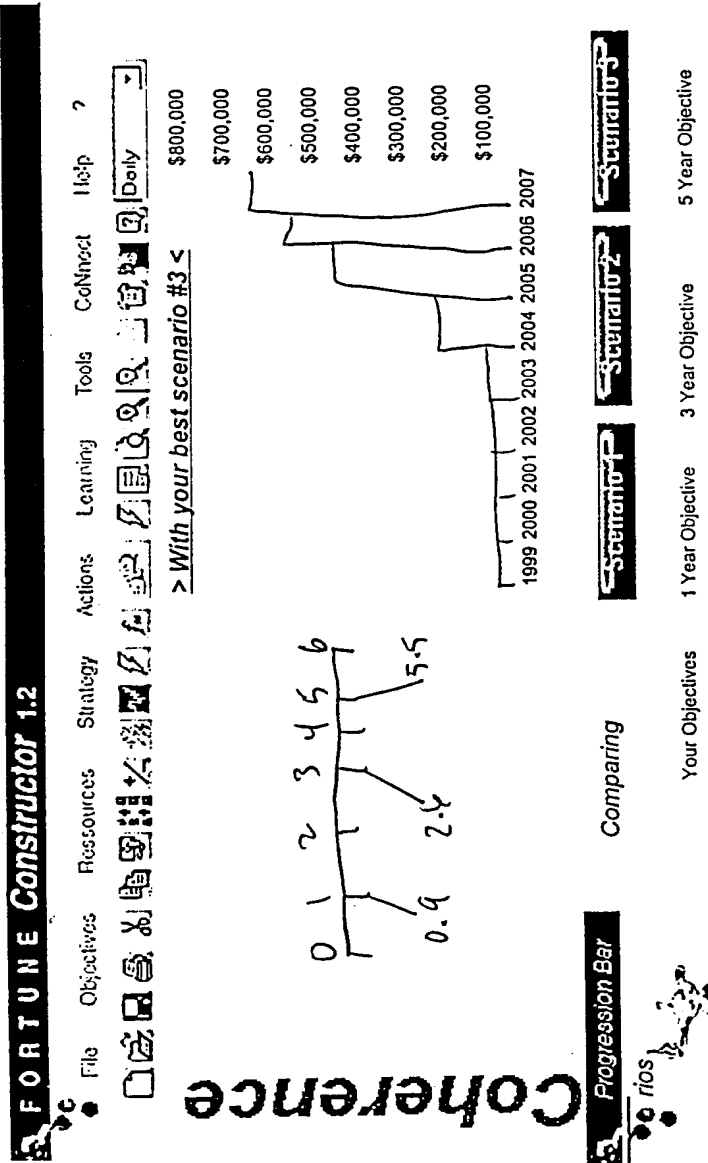 FORTUNE Constructor 1.2
File Objectives Ressources Strategy Actions Learning Tools CoNnect Help ?
Daily
Coherence
0 1 2 3 4 5 6
0.9
5.5
> With your best scenario #3 <
$800,000
$700,000
$600,000
$500,000
$400,000
$300,000
$200,000
$100,000
1999 2000 2001 2002 2003 2004 2005 2006 2007
Progression Bar
Comparing
Scenario 1
Scenario 2
Scenario 3
rios
Your Objectives
1 Year Objective
3 Year Objective
5 Year Objective